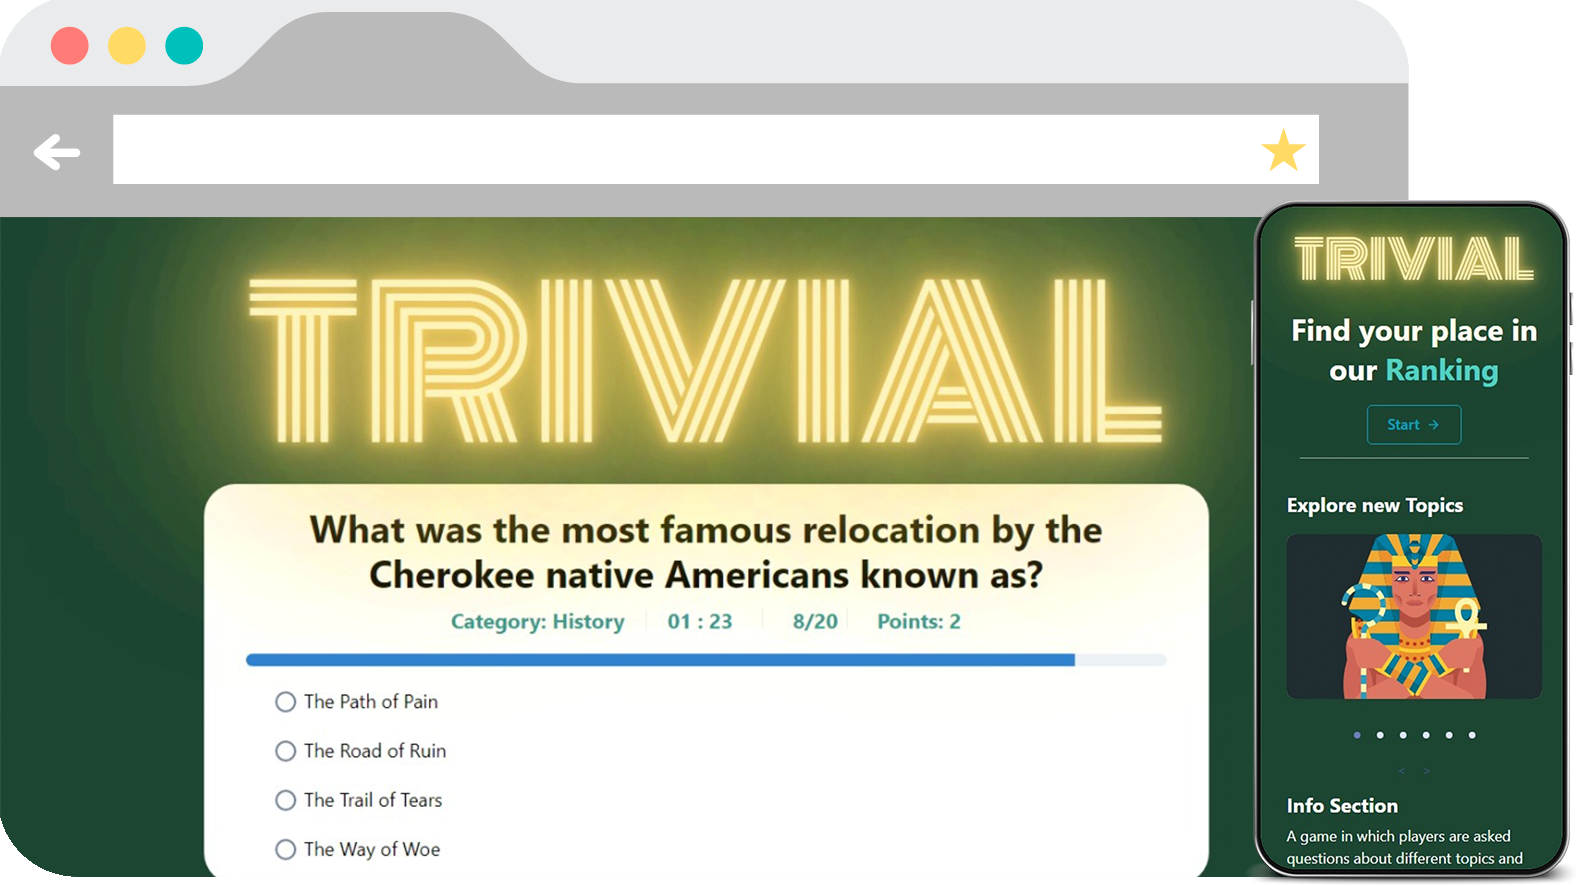 TRIVIAL
What was the most famous relocation by the
Cherokee native Americans known as?
Category: History 01 : 23 8/20 Points: 2
The Path of Pain
The Road of Ruin
The Trail of Tears
The Way of Woe
TRIVIAL
Find your place in
our Ranking
Start →
Explore new Topics
< >
Info Section
A game in which players are asked
questions about different topics and